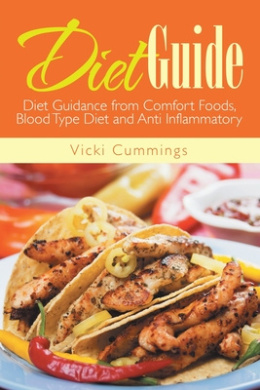 Diet Guide
Diet Guidance from Comfort Foods,
Blood Type Diet and Anti Inflammatory
Vicki Cummings